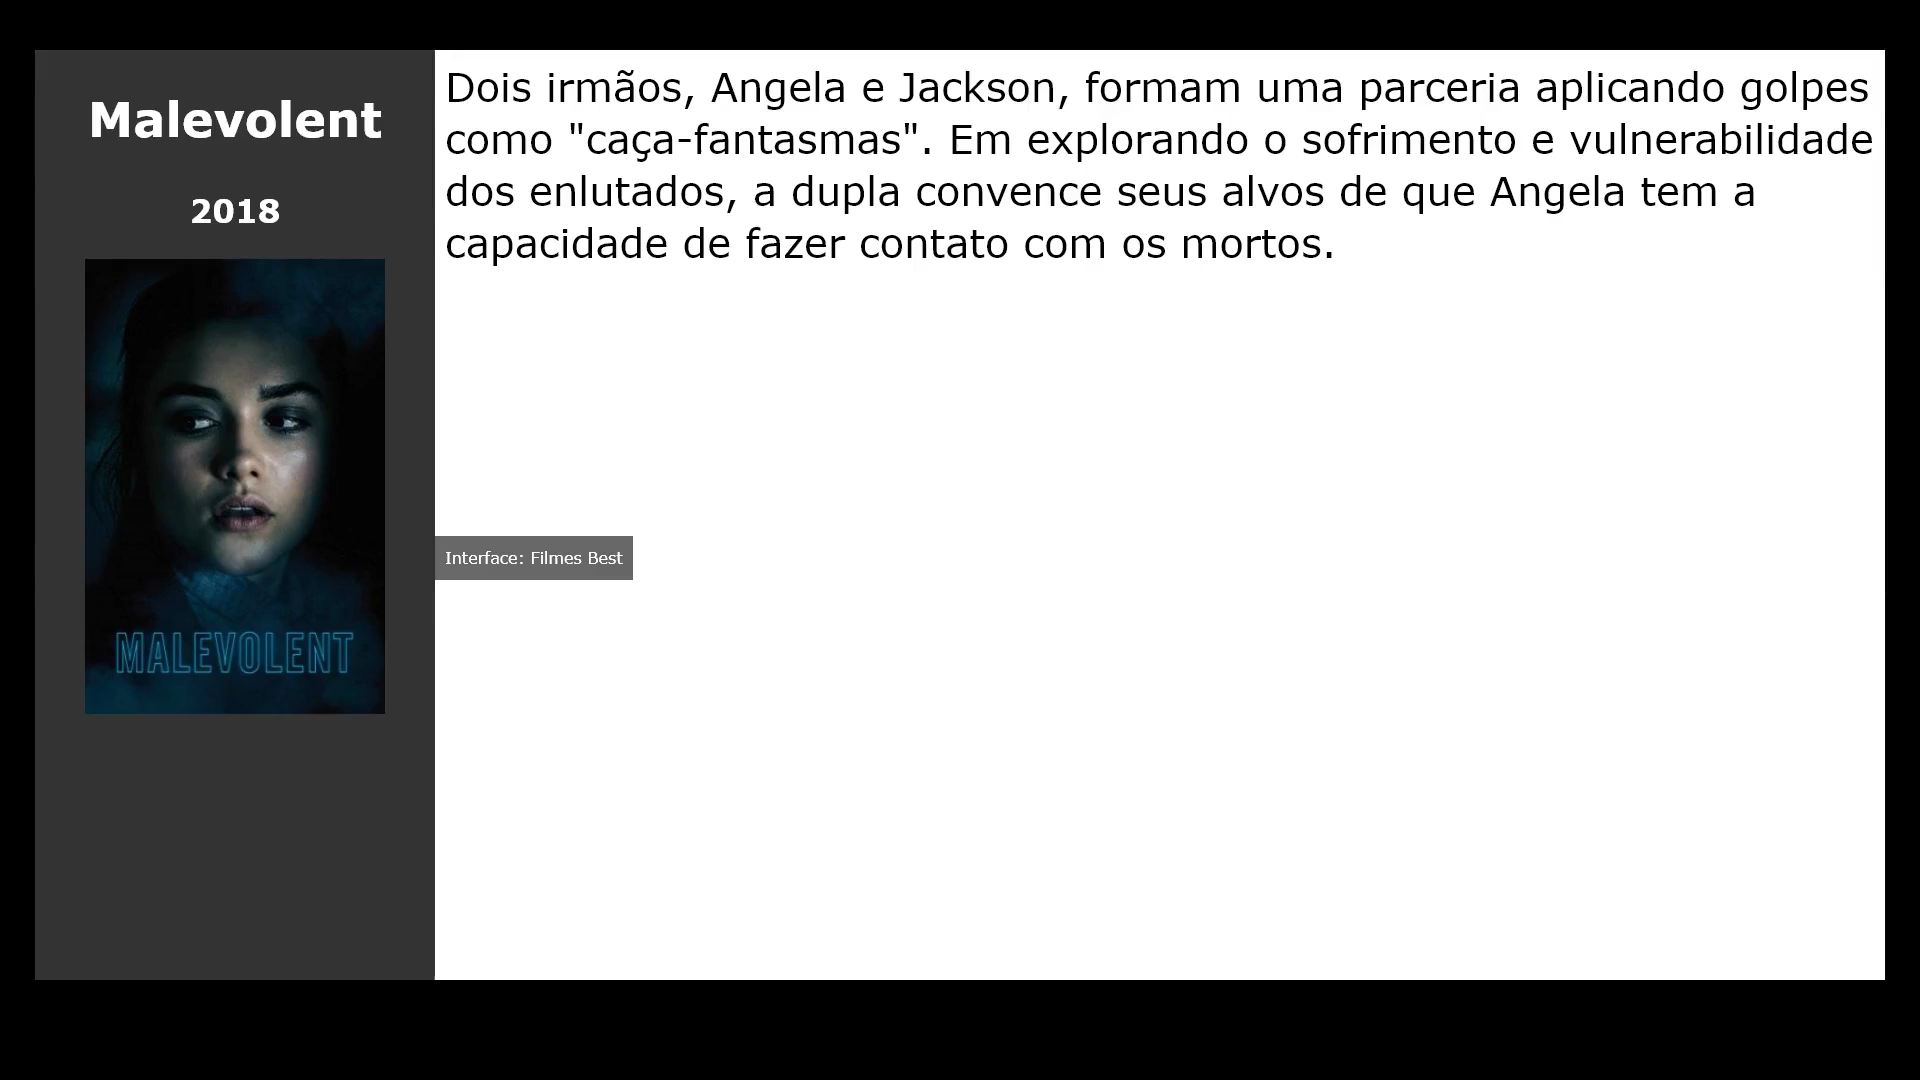 Malevolent
2018
MALEVOLENT
Dois irmãos, Angela e Jackson, formam uma parceria aplicando golpes
como "caça-fantasmas". Em explorando o sofrimento e vulnerabilidade
dos enlutados, a dupla convence seus alvos de que Angela tem a
capacidade de fazer contato com os mortos.
Interface: Filmes Best